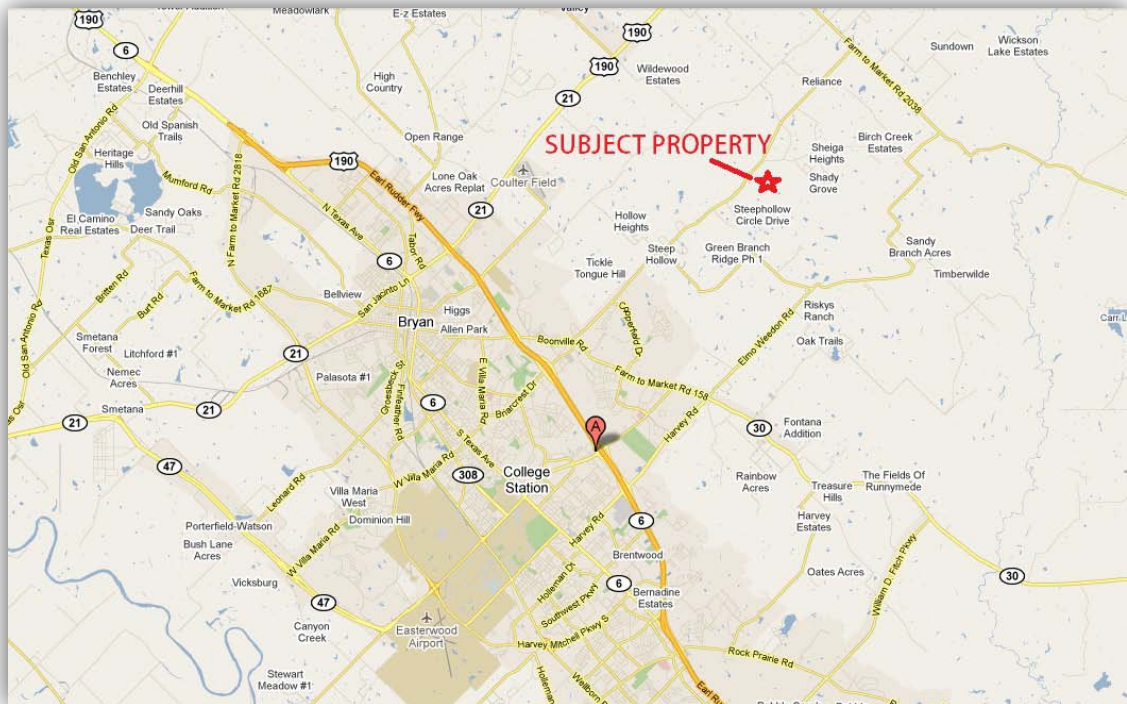 Meadowlark
E-z Estates
Valley
190
190
190
190
6
21
Farm to Market Rd 2038
Sundown
Wickson
Lake Estates
Benchley
Estates
Deerhill
Estates
High
Country
Wildewood
Estates
Reliance
Old San Antonio Rd
Old Spanish
Trails
Open Range
SUBJECT PROPERTY
Birch Creek
Estates
Sheiga
Heights
Heritage
Hills
Mumford Rd
N Farm to Market Rd 2818
190
Earl Rudder Fwy
Lone Oak
Acres Replat
Coulter Field
Shady
Grove
El Camino
Real Estates
Sandy Oaks
Deer Trail
N Texas Ave
Tabor Rd
21
Hollow
Heights
Steephollow
Circle Drive
Texas Osr
Britten Rd
Burt Rd
Farm to Market Rd 1687
6
San Jacinto Ln
Tickle
Tongue Hill
Steep
Hollow
Green Branch
Ridge Ph 1
Sandy
Branch Acres
Timberwilde
Bellview
Higgs
Bryan
Allen Park
Copperfield Dr
Riskys
Ranch
Oak Trails
Elmo Weedon Rd
Smetana
Forest
Litchford #1
21
Boonville Rd
Old San Antonio Rd
Nemec
Acres
Palasota #1
Groesbeck St
Finfeather Rd
E Villa Maria Rd
Briarcrest Dr
Farm to Market Rd 158
Smetana
21
6
21
47
S Texas Ave
A
Harvey Rd
30
Fontana
Addition
W Villa Maria Rd
308
College
Station
Rainbow
Acres
Treasure
Hills
The Fields Of
Runnymede
Leonard Rd
Villa Maria
West
Dominion Hill
Harvey
Estates
Porterfield-Watson
Bush Lane
Acres
W Villa Maria Rd
Harvey Rd
6
Brentwood
Vicksburg
Holleman Dr
6
Bernadine
Estates
Oates Acres
William D. Fitch Pkwy
30
47
Southwest Pkwy
Canyon
Creek
Easterwood
Airport
Harvey Mitchell Pkwy S
Rock Prairie Rd
Stewart
Meadow #1
Holleman
Wellborn
Earl Ru